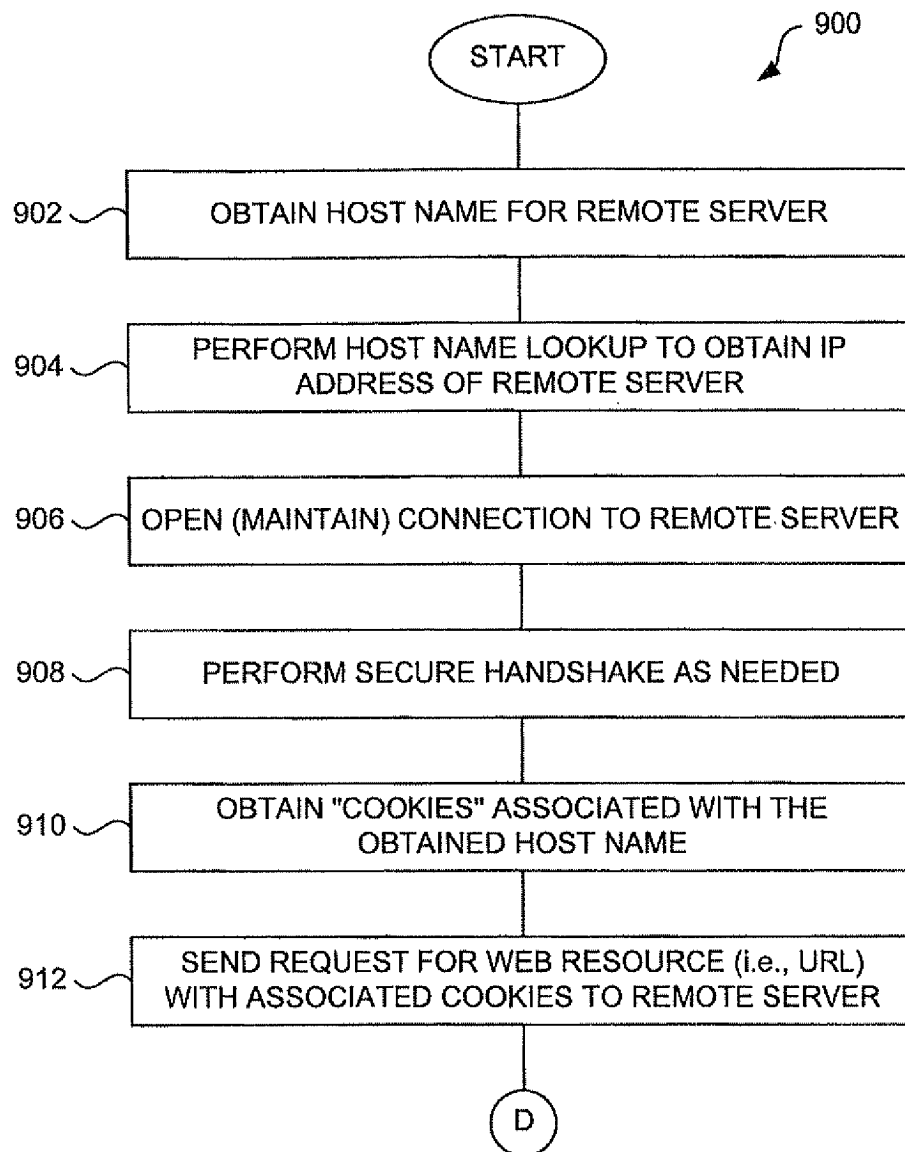 START
900
902
OBTAIN HOST NAME FOR REMOTE SERVER
904
PERFORM HOST NAME LOOKUP TO OBTAIN IP
ADDRESS OF REMOTE SERVER
906
OPEN (MAINTAIN) CONNECTION TO REMOTE SERVER
908
PERFORM SECURE HANDSHAKE AS NEEDED
910
OBTAIN "COOKIES" ASSOCIATED WITH THE
OBTAINED HOST NAME
912
SEND REQUEST FOR WEB RESOURCE (i.e., URL)
WITH ASSOCIATED COOKIES TO REMOTE SERVER
D